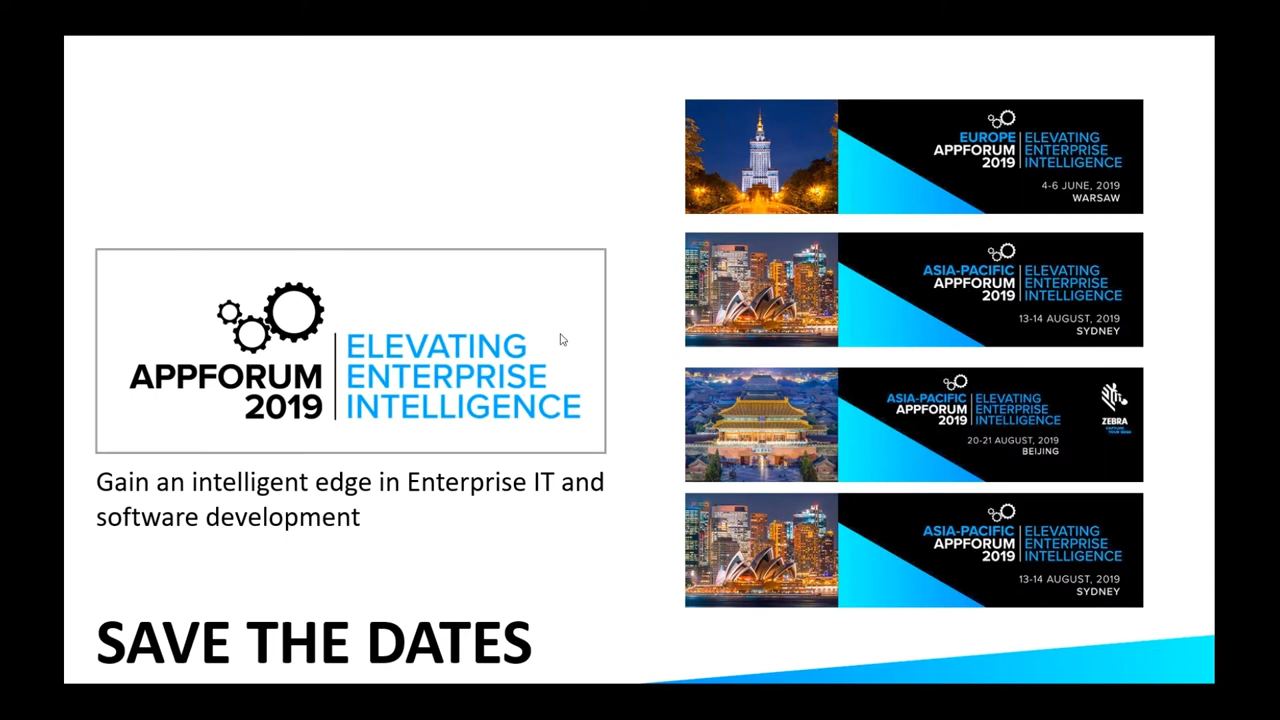 APPFORUM
2019
ELEVATING
ENTERPRISE
INTELLIGENCE
Gain an intelligent edge in Enterprise IT and
software development
SAVE THE DATES
EUROPE
APPFORUM
2019
ELEVATING
ENTERPRISE
INTELLIGENCE
4-6 JUNE, 2019
WARSAW
ASIA-PACIFIC
APPFORUM
2019
ELEVATING
ENTERPRISE
INTELLIGENCE
13-14 AUGUST, 2019
SYDNEY
ASIA-PACIFIC
APPFORUM
2019
ELEVATING
ENTERPRISE
INTELLIGENCE
20-21 AUGUST, 2019
BEIJING
ZEBRA
ASIA-PACIFIC
APPFORUM
2019
ELEVATING
ENTERPRISE
INTELLIGENCE
13-14 AUGUST, 2019
SYDNEY